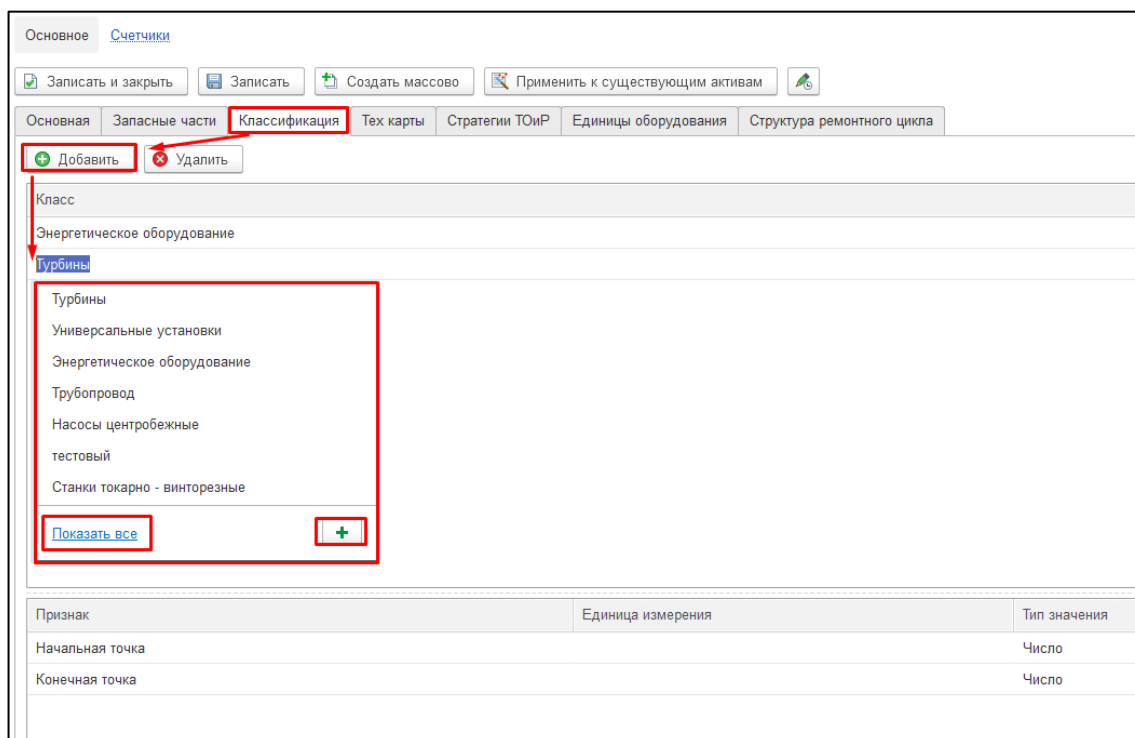 Основное Счетчики
Записать и закрыть Записать Создать массово Применить к существующим активам
Основная Запасные части Классификация Тех карты Стратегии ТОиР Единицы оборудования Структура ремонтного цикла
Добавить Удалить
Класс
Энергетическое оборудование
Турбины
Турбины
Универсальные установки
Энергетическое оборудование
Трубопровод
Насосы центробежные
тестовый
Станки токарно - винторезные
Показать все
Признак Единица измерения Тип значения
Начальная точка Число
Конечная точка Число